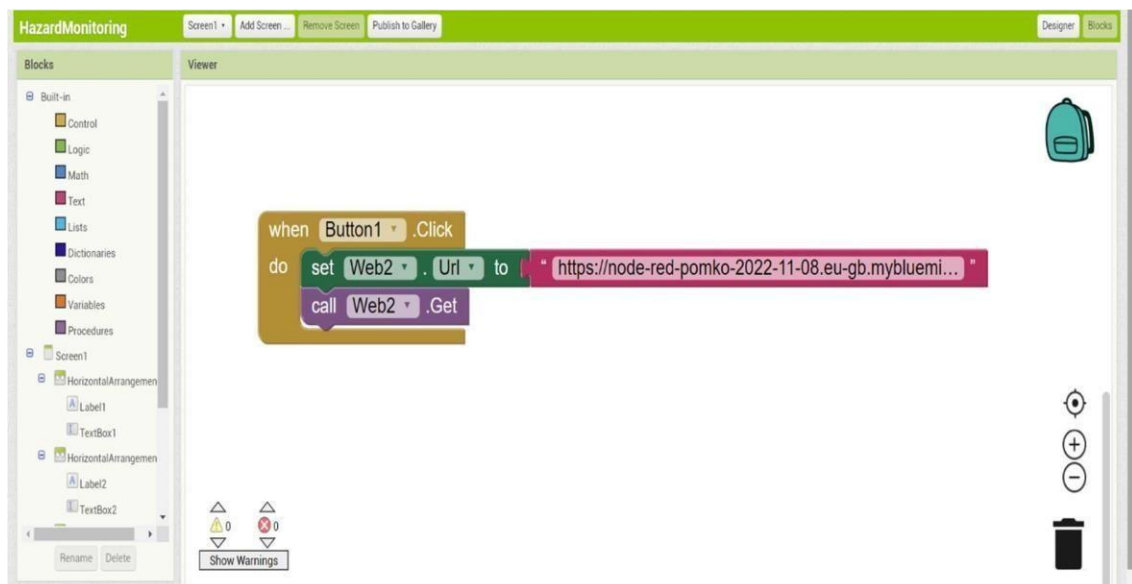 HazardMonitoring Screen1 Add Screen ... Remove Screen Publish to Gallery Designer Blocks
Blocks
Viewer
Built-in
Control
Logic
Math
Text
Lists
Dictionaries
Colors
Variables
Procedures
Screen1
HorizontalArrangemen
Label1
TextBox1
HorizontalArrangemen
Label2
TextBox2
Rename Delete
when Button1 .Click
do set Web2 . Url to " https://node-red-pomko-2022-11-08.eu-gb.mybluemi... "
call Web2 .Get
0 0
Show Warnings